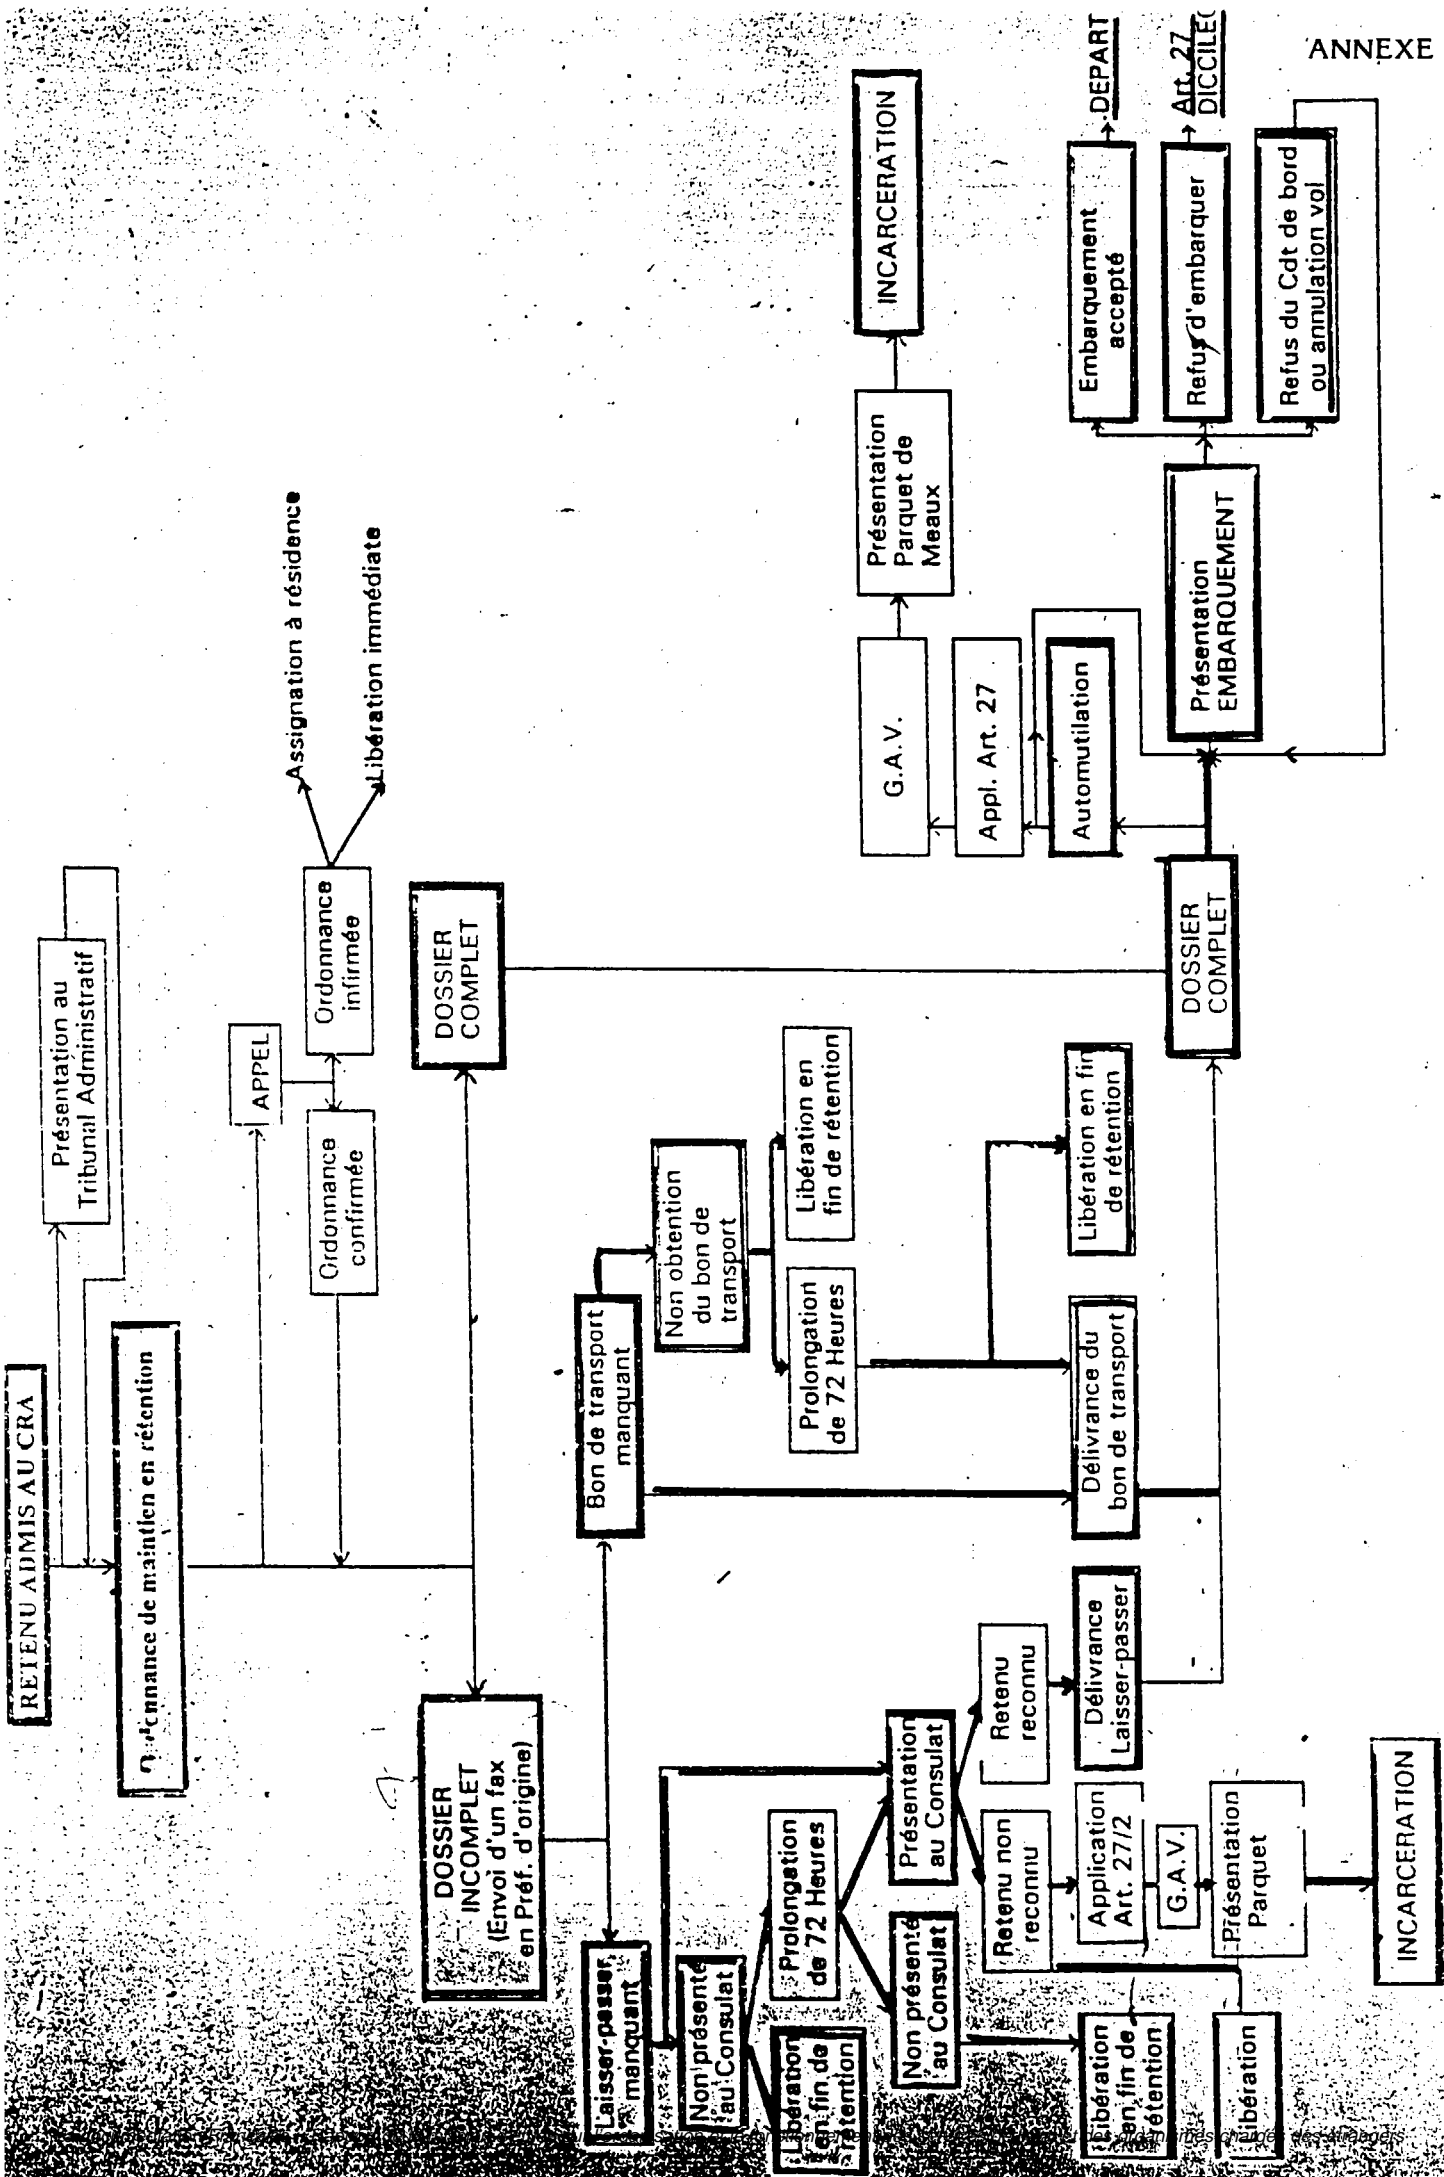 ANNEXE
RETENU ADMIS AU CRA
Présentation au
Tribunal Administratif
de maintien en rétention
APPEL
Ordonnance
confirmée
Ordonnance
infirmée
Assignation à résidence
Libération immédiate
DOSSIER
INCOMPLET
(Envoi d'un fax
en Préf. d'origine)
DOSSIER
COMPLET
Laisser-passer
manquant
Bon de transport
manquant
Non présenté
au Consulat
Non obtention
du bon de
transport
Libération
en fin de
retention
Prolongation
de 72 Heures
Prolongation
de 72 Heures
Libération en
fin de rétention
Non présenté
au Consulat
Présentation
au Consulat
Retenu non
reconnu
Retenu
reconnu
Libération
en fin de
rétention
Application
Art. 27/2
Délivrance
Laisser-passer
Délivrance du
bon de transport
Libération en fin
de rétention
G.A.V.
Libération
Présentation
Parquet
INCARCERATION
DOSSIER
COMPLET
Automutilation
Appl. Art. 27
G.A.V.
Présentation
Parquet de
Meaux
INCARCERATION
Présentation
EMBARQUEMENT
Embarquement
accepté
DEPART
Refus d'embarquer
Art. 27
Refus du Cdt de bord
ou annulation vol
des organismes chargés des étrangers